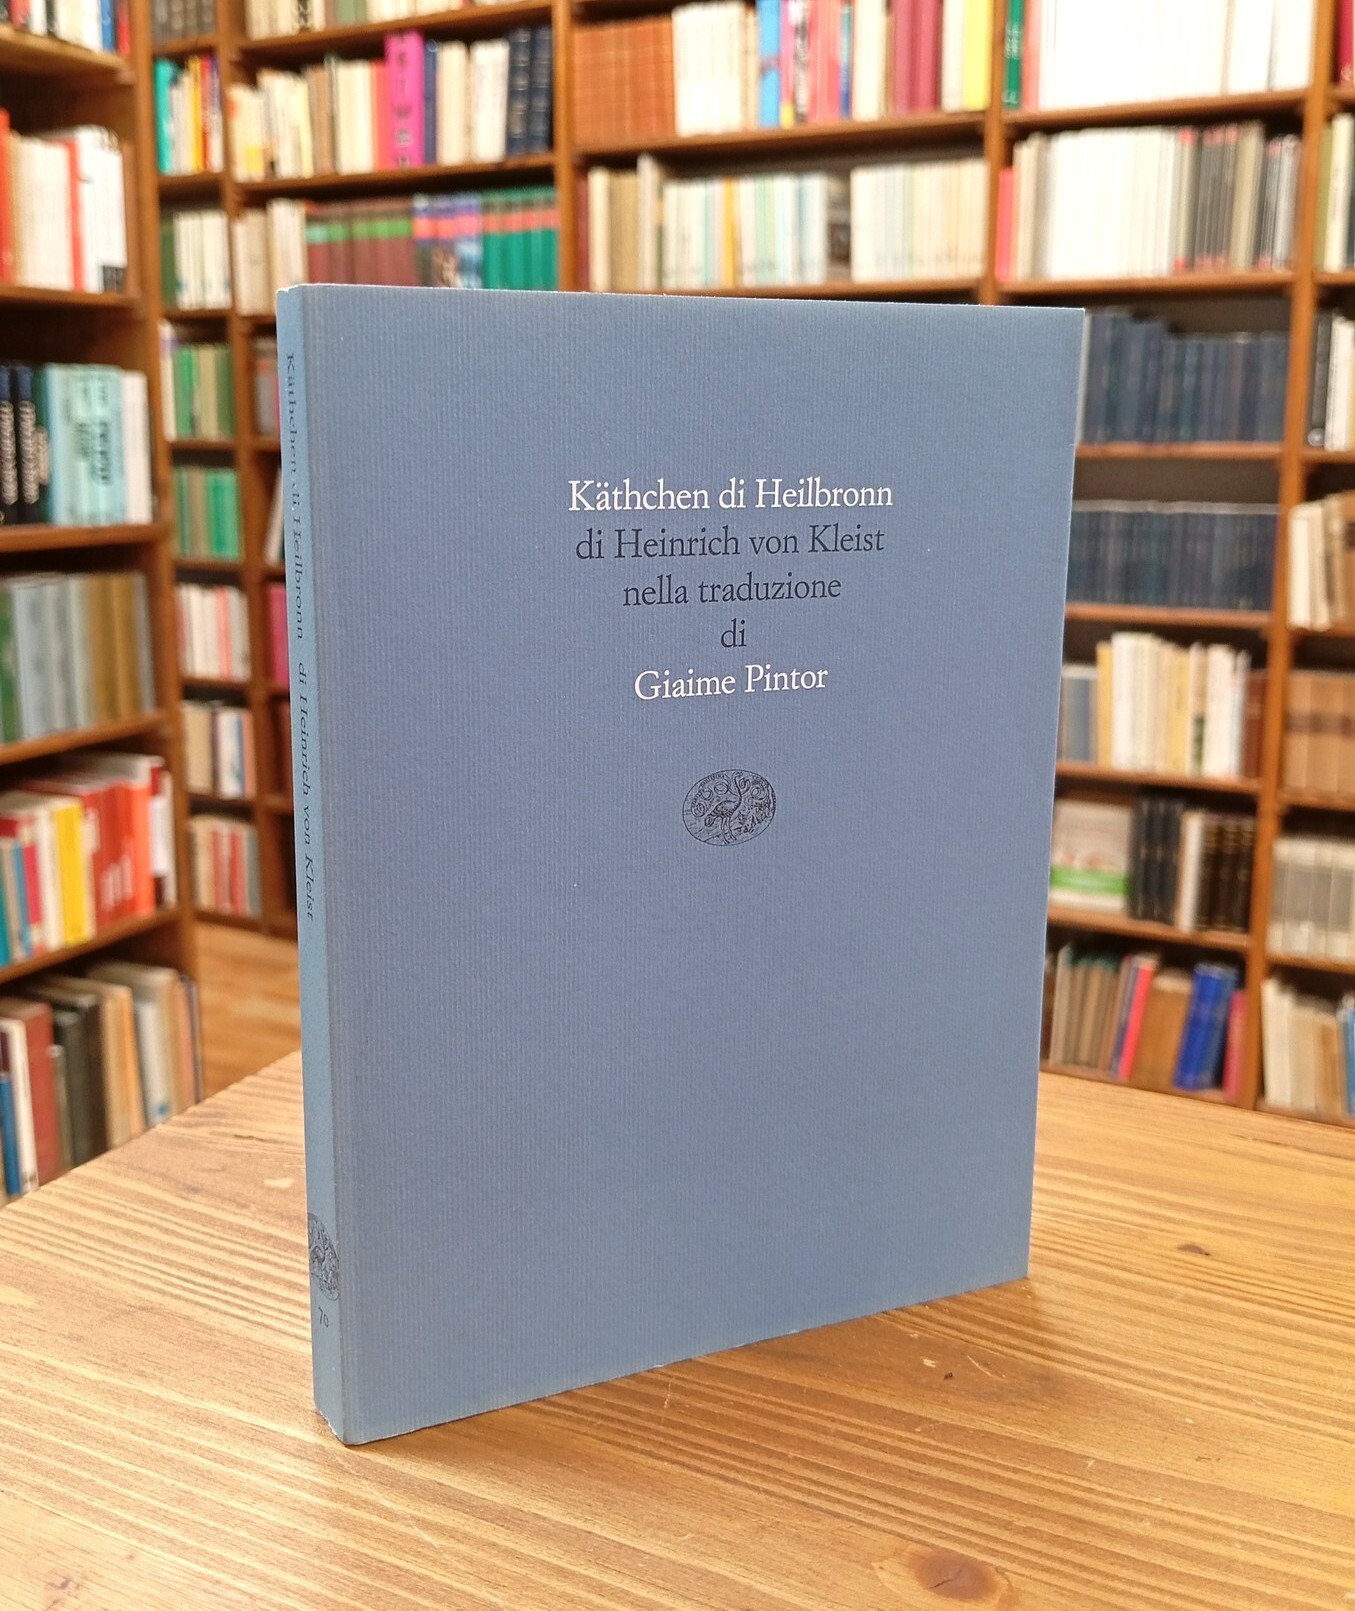 Käthchen di Heilbronn
di Heinrich von Kleist
nella traduzione
di
Giaime Pintor
Käthchen di Heilbronn di Heinrich von Kleist
70